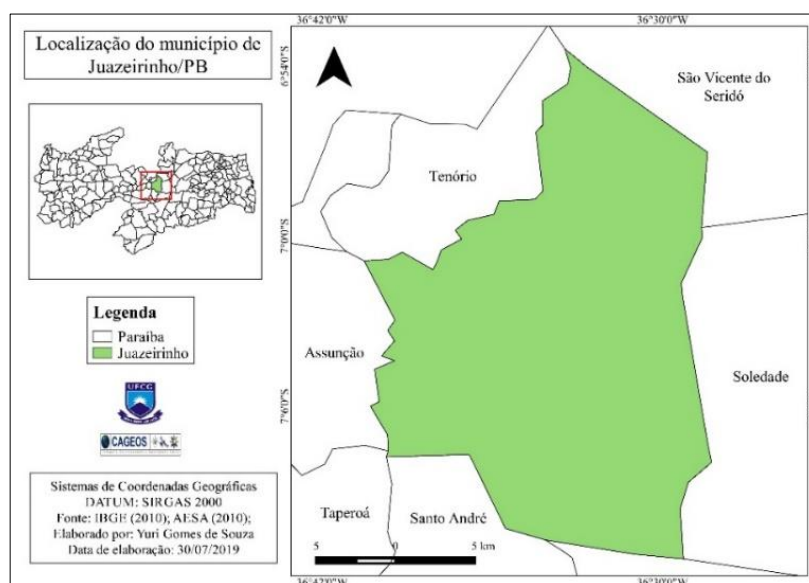 Localização do município de
Juazeirinho/PB
Legenda
Paraíba
Juazeirinho
UFCG
CAGEOS
Sistemas de Coordenadas Geográficas
DATUM: SIRGAS 2000
Fonte: IBGE (2010); AESA (2010);
Elaborado por: Yuri Gomes de Souza
Data de elaboração: 30/07/2019
36°42'0"W
36°30'0"W
6°54'0"S
7°0'0"S
7°6'0"S
São Vicente do
Seridó
Tenório
Assunção
Soledade
Taperoá
Santo André
5
0
5 km
36°42'0"W
36°30'0"W